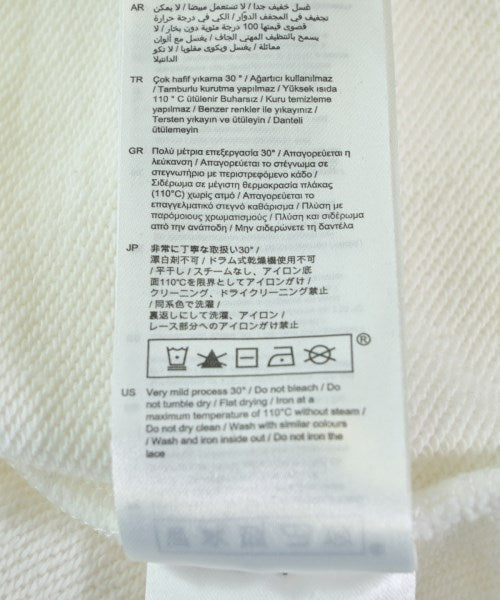 AR غسل خفيف جدا / لا تستعمل مبيضا / لا يمكن
تجفيف في المجفف الدوّار / الكي في درجة حرارة
قصوى قيمتها 100 درجة مئوية دون بخار / لا
يسمح بالتنظيف المهني الجاف / غسل مع ألوان
مماثلة / غسل ويكوى مقلوبا / لا تكو
الدانتيلا
TR Çok hafif yıkama 30 ° / Ağartıcı kullanılmaz
/ Tamburlu kurutma yapılmaz / Yüksek ısıda
110 ° C ütülenir Buharsız / Kuru temizleme
yapılmaz / Benzer renkler ile yıkayınız /
Tersten yıkayın ve ütüleyin / Danteli
ütülemeyin
GR Πολύ μέτρια επεξεργασία 30° / Απαγορεύεται η
λεύκανση / Απαγορεύεται το στέγνωμα σε
στεγνωτήριο με περιστρεφόμενο κάδο /
Σιδέρωμα σε μέγιστη θερμοκρασία πλάκας
(110°C) χωρίς ατμό / Απαγορεύεται το
επαγγελματικό στεγνό καθάρισμα / Πλύση με
παρόμοιους χρωματισμούς / Πλύση και σιδέρωμα
από την ανάποδη / Μην σιδερώνετε τη δαντέλα
JP 非常に丁寧な取扱い30° /
漂白剤不可 / ドラム式乾燥機使用不可
/ 平干し / スチームなし、アイロン底
面110°Cを限界としてアイロンがけ /
クリーニング、ドライクリーニング禁止
/ 同系色で洗濯 /
裏返しにして洗濯、アイロン /
レース部分へのアイロンがけ禁止
®
US Very mild process 30° / Do not bleach / Do
not tumble dry / Flat drying / Iron at a
maximum temperature of 110°C without steam /
Do not dry clean / Wash with similar colours
/ Wash and iron inside out / Do not iron the
lace